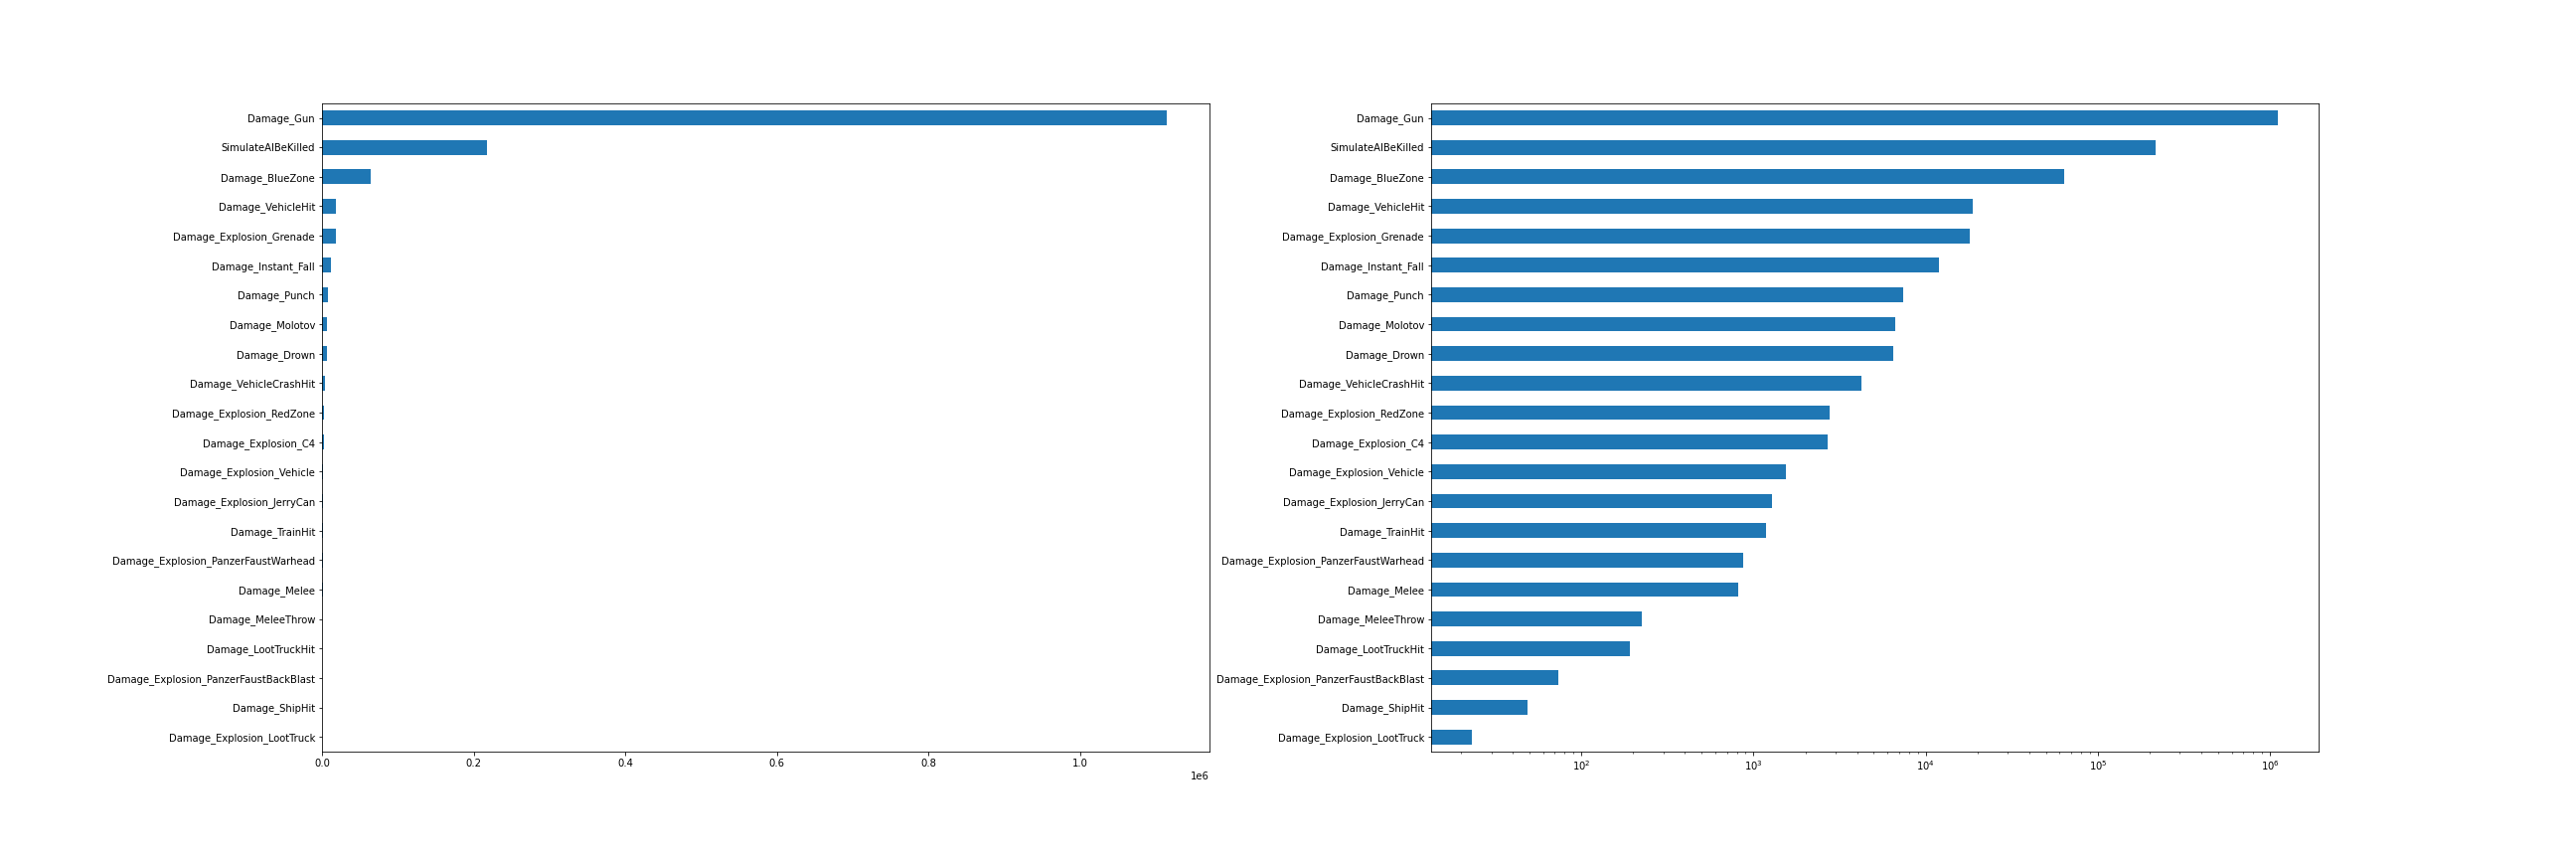 Damage_Gun
SimulateAIBeKilled
Damage_BlueZone
Damage_VehicleHit
Damage_Explosion_Grenade
Damage_Instant_Fall
Damage_Punch
Damage_Molotov
Damage_Drown
Damage_VehicleCrashHit
Damage_Explosion_RedZone
Damage_Explosion_C4
Damage_Explosion_Vehicle
Damage_Explosion_JerryCan
Damage_TrainHit
Damage_Explosion_PanzerFaustWarhead
Damage_Melee
Damage_MeleeThrow
Damage_LootTruckHit
Damage_Explosion_PanzerFaustBackBlast
Damage_ShipHit
Damage_Explosion_LootTruck
0.0 0.2 0.4 0.6 0.8 1.0
1e6
Damage_Gun
SimulateAIBeKilled
Damage_BlueZone
Damage_VehicleHit
Damage_Explosion_Grenade
Damage_Instant_Fall
Damage_Punch
Damage_Molotov
Damage_Drown
Damage_VehicleCrashHit
Damage_Explosion_RedZone
Damage_Explosion_C4
Damage_Explosion_Vehicle
Damage_Explosion_JerryCan
Damage_TrainHit
Damage_Explosion_PanzerFaustWarhead
Damage_Melee
Damage_MeleeThrow
Damage_LootTruckHit
Damage_Explosion_PanzerFaustBackBlast
Damage_ShipHit
Damage_Explosion_LootTruck
10² 10³ 10⁴ 10⁵ 10⁶